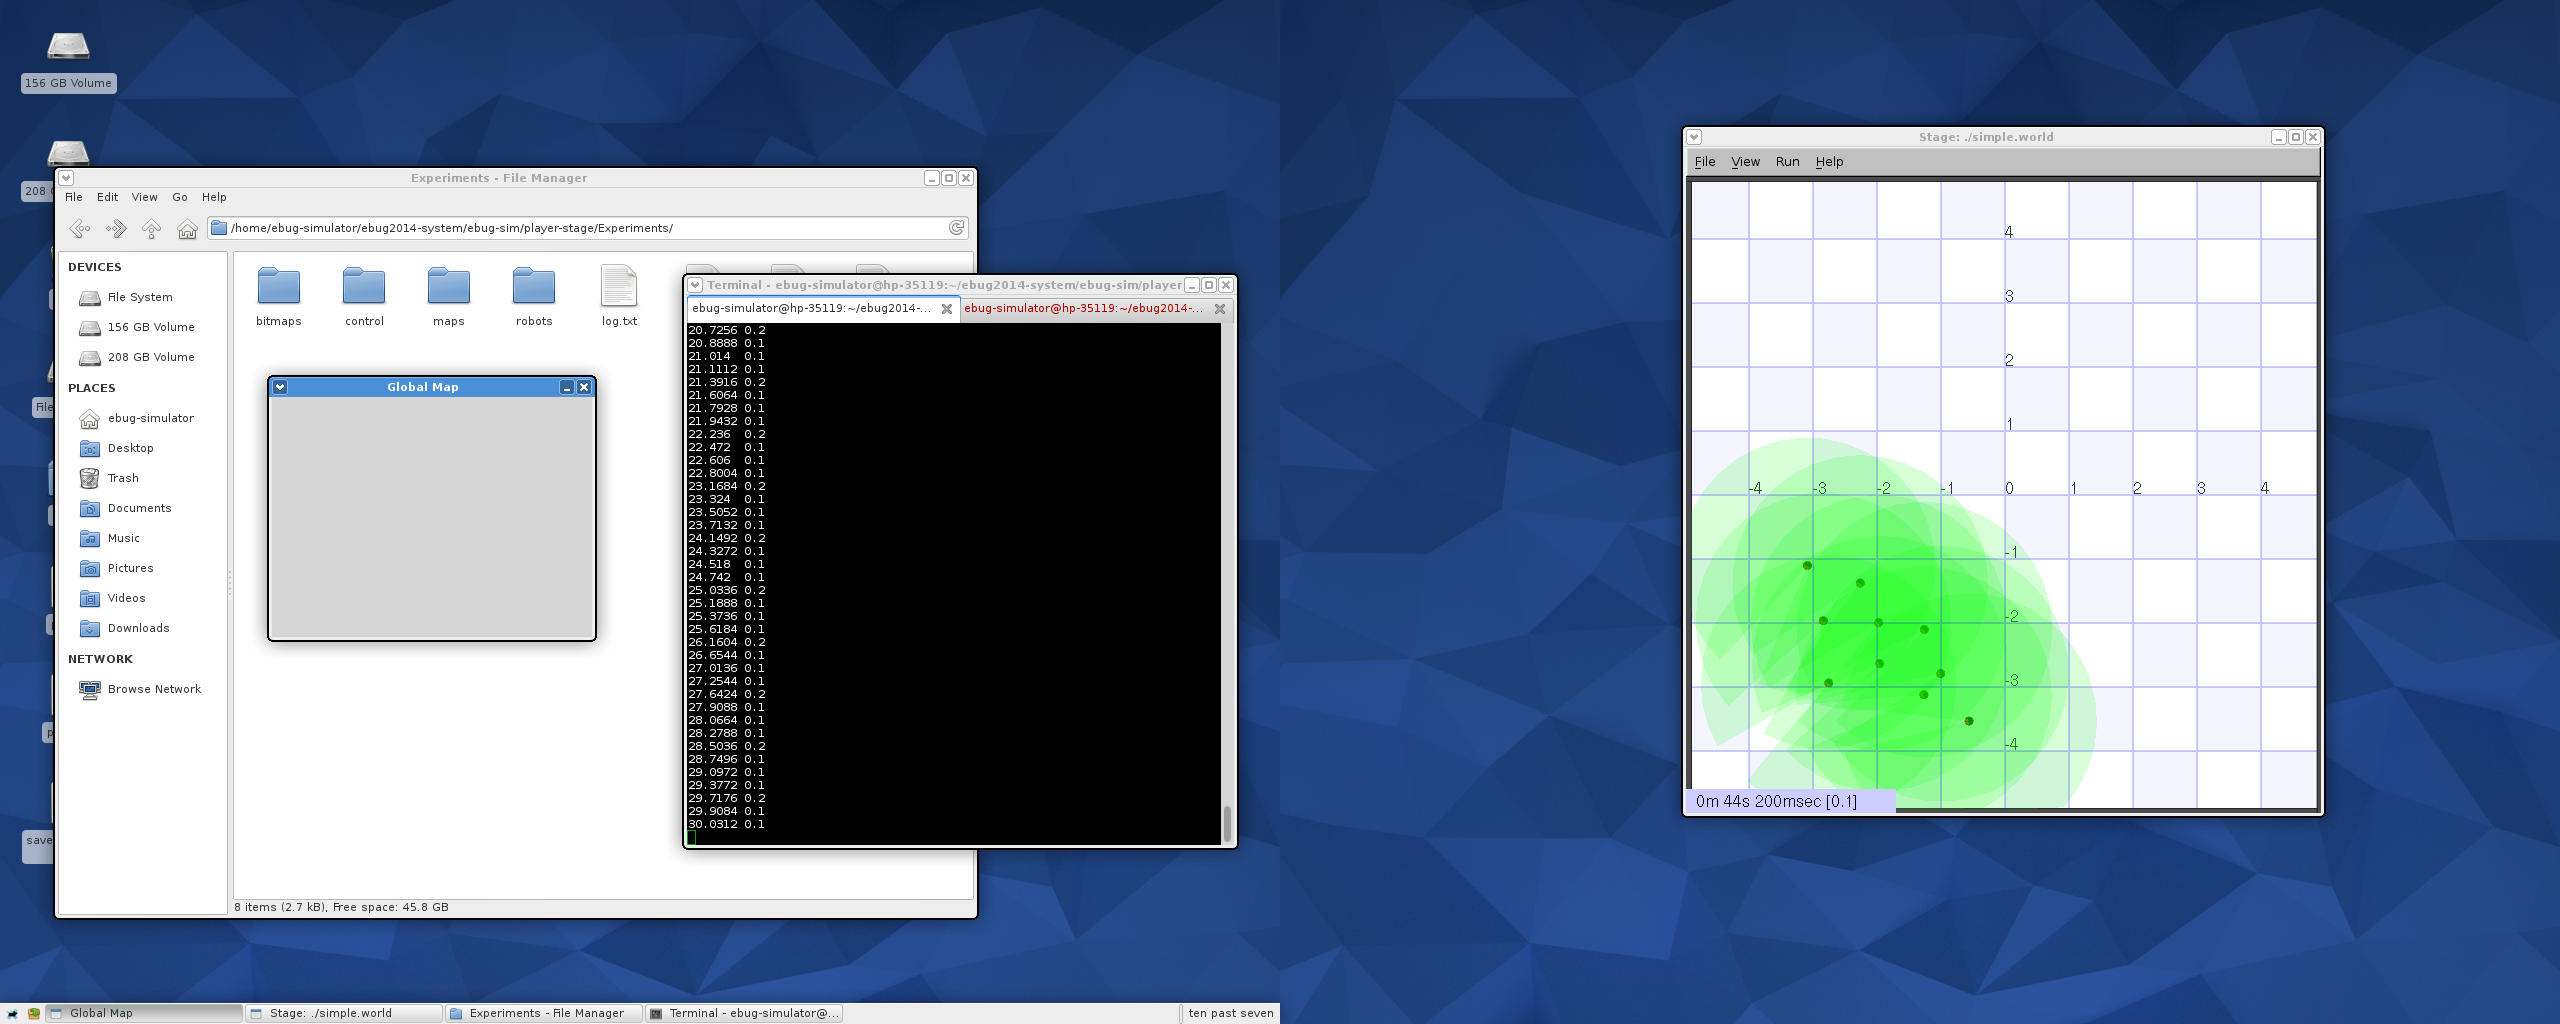 156 GB Volume
208
File
save
Experiments - File Manager
File Edit View Go Help
/home/ebug-simulator/ebug2014-system/ebug-sim/player-stage/Experiments/
DEVICES
File System
156 GB Volume
208 GB Volume
PLACES
ebug-simulator
Desktop
Trash
Documents
Music
Pictures
Videos
Downloads
NETWORK
Browse Network
bitmaps control maps robots log.txt
8 items (2.7 kB), Free space: 45.8 GB
Global Map
Terminal - ebug-simulator@hp-35119:~/ebug2014-system/ebug-sim/player
ebug-simulator@hp-35119:~/ebug2014-... ebug-simulator@hp-35119:~/ebug2014-...
20.7256 0.2
20.8888 0.1
21.014 0.1
21.1112 0.1
21.3916 0.2
21.6064 0.1
21.7928 0.1
21.9432 0.1
22.236 0.2
22.472 0.1
22.606 0.1
22.8004 0.1
23.1684 0.2
23.324 0.1
23.5052 0.1
23.7132 0.1
24.1492 0.2
24.3272 0.1
24.518 0.1
24.742 0.1
25.0336 0.2
25.1888 0.1
25.3736 0.1
25.6184 0.1
26.1604 0.2
26.6544 0.1
27.0136 0.1
27.2544 0.1
27.6424 0.2
27.9088 0.1
28.0664 0.1
28.2788 0.1
28.5036 0.2
28.7496 0.1
29.0972 0.1
29.3772 0.1
29.7176 0.2
29.9084 0.1
30.0312 0.1
Stage: ./simple.world
File View Run Help
4
3
2
1
-4 -3 -2 -1 0 1 2 3 4
-1
-2
-3
-4
0m 44s 200msec [0.1]
Global Map Stage: ./simple.world Experiments - File Manager Terminal - ebug-simulator@... ten past seven